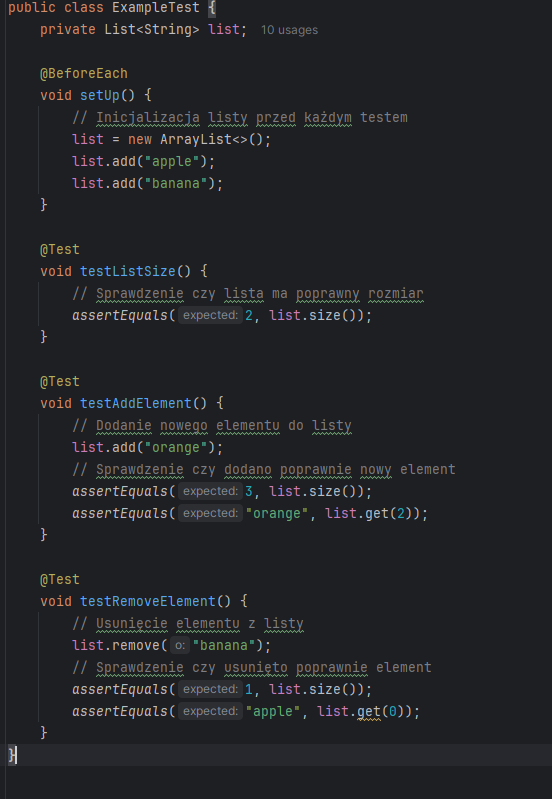 public class ExampleTest {
private List<String> list; 10 usages
@BeforeEach
void setUp() {
// Inicjalizacja listy przed każdym testem
list = new ArrayList<>();
list.add("apple");
list.add("banana");
}
@Test
void testListSize() {
// Sprawdzenie czy lista ma poprawny rozmiar
assertEquals( expected: 2, list.size());
}
@Test
void testAddElement() {
// Dodanie nowego elementu do listy
list.add("orange");
// Sprawdzenie czy dodano poprawnie nowy element
assertEquals( expected: 3, list.size());
assertEquals( expected: "orange", list.get(2));
}
@Test
void testRemoveElement() {
// Usunięcie elementu z listy
list.remove( o: "banana");
// Sprawdzenie czy usunięto poprawnie element
assertEquals( expected: 1, list.size());
assertEquals( expected: "apple", list.get(0));
}
}